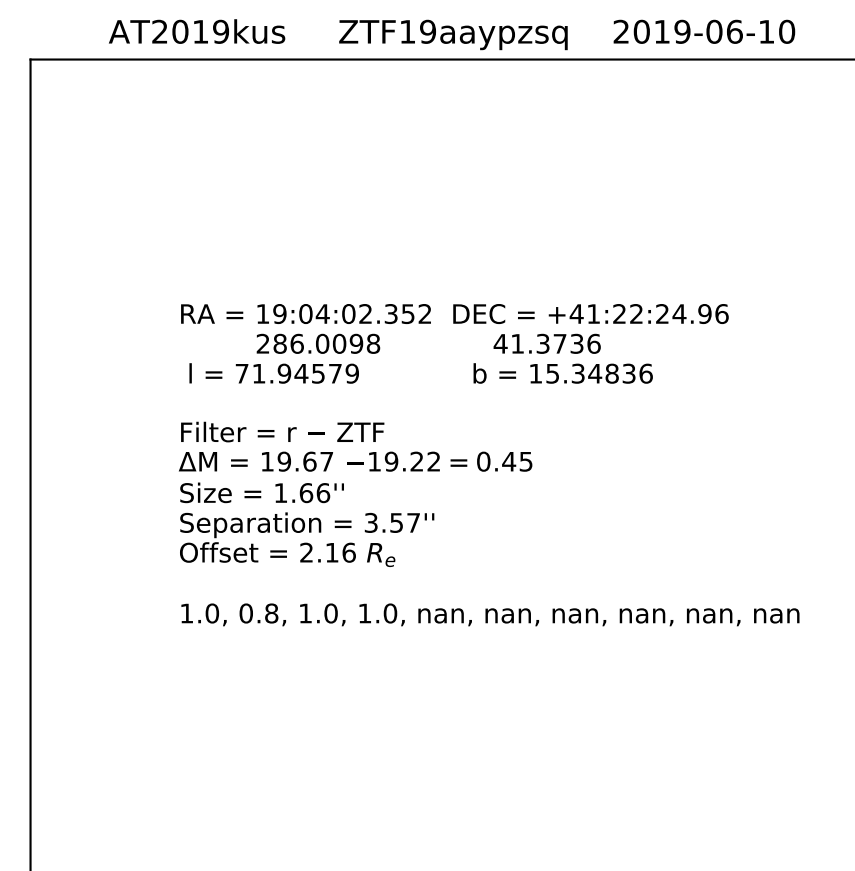 AT2019kus ZTF19aaypzsq 2019-06-10
RA = 19:04:02.352 DEC = +41:22:24.96
286.0098 41.3736
l = 71.94579 b = 15.34836
Filter = r − ZTF
ΔM = 19.67 −19.22 = 0.45
Size = 1.66''
Separation = 3.57''
Offset = 2.16 Rₑ
1.0, 0.8, 1.0, 1.0, nan, nan, nan, nan, nan, nan